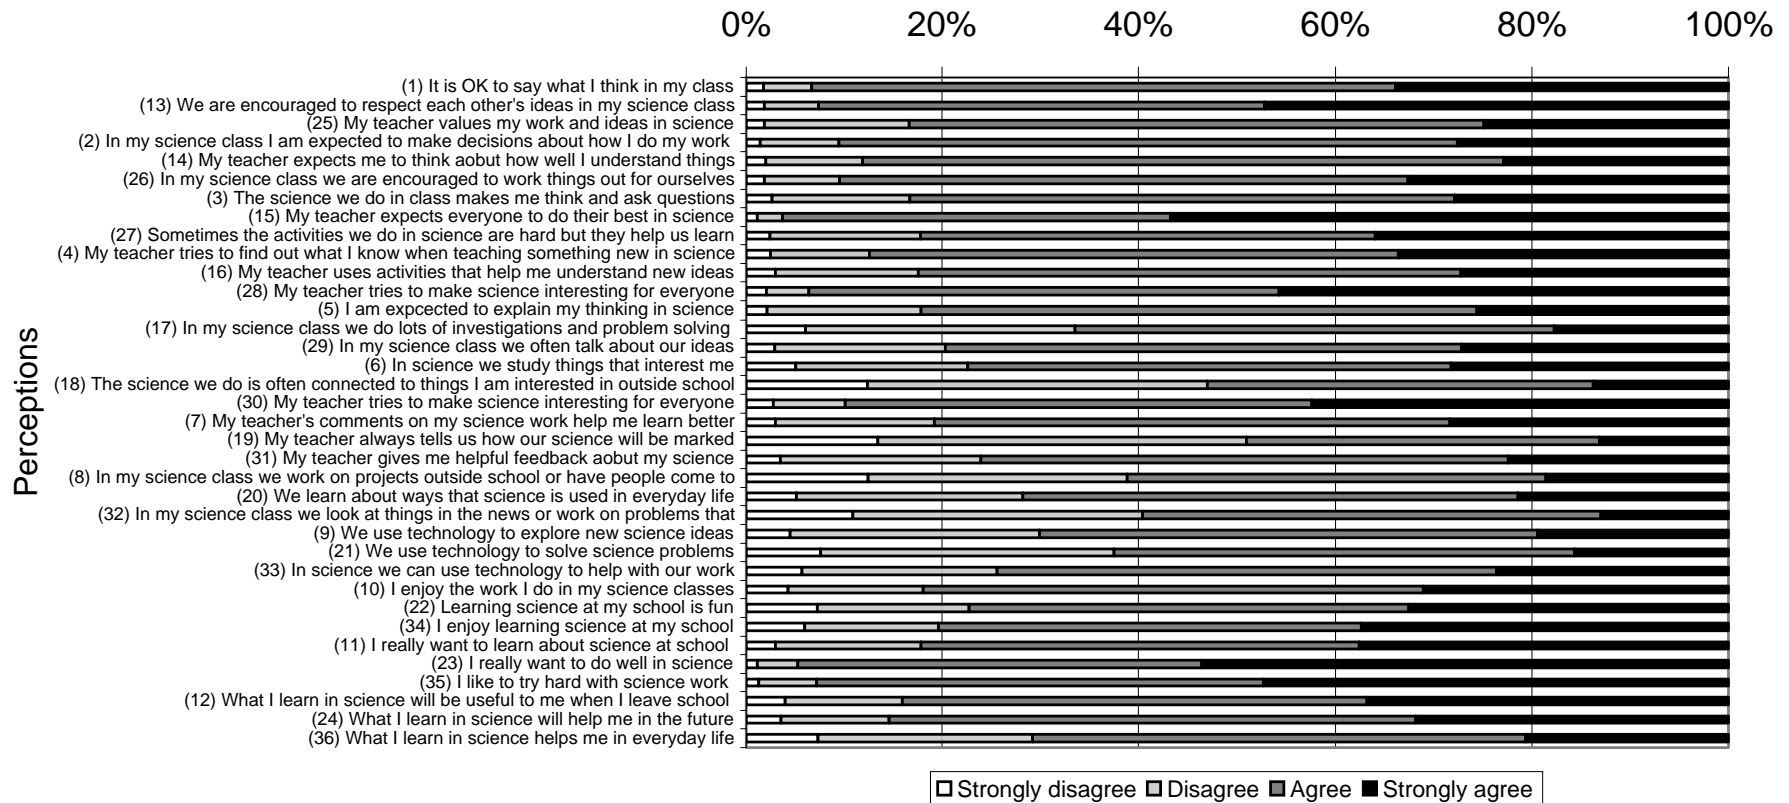 0% 20% 40% 60% 80% 100%
Perceptions
(1) It is OK to say what I think in my class
(13) We are encouraged to respect each other's ideas in my science class
(25) My teacher values my work and ideas in science
(2) In my science class I am expected to make decisions about how I do my work
(14) My teacher expects me to think aobut how well I understand things
(26) In my science class we are encouraged to work things out for ourselves
(3) The science we do in class makes me think and ask questions
(15) My teacher expects everyone to do their best in science
(27) Sometimes the activities we do in science are hard but they help us learn
(4) My teacher tries to find out what I know when teaching something new in science
(16) My teacher uses activities that help me understand new ideas
(28) My teacher tries to make science interesting for everyone
(5) I am expcected to explain my thinking in science
(17) In my science class we do lots of investigations and problem solving
(29) In my science class we often talk about our ideas
(6) In science we study things that interest me
(18) The science we do is often connected to things I am interested in outside school
(30) My teacher tries to make science interesting for everyone
(7) My teacher's comments on my science work help me learn better
(19) My teacher always tells us how our science will be marked
(31) My teacher gives me helpful feedback aobut my science
(8) In my science class we work on projects outside school or have people come to
(20) We learn about ways that science is used in everyday life
(32) In my science class we look at things in the news or work on problems that
(9) We use technology to explore new science ideas
(21) We use technology to solve science problems
(33) In science we can use technology to help with our work
(10) I enjoy the work I do in my science classes
(22) Learning science at my school is fun
(34) I enjoy learning science at my school
(11) I really want to learn about science at school
(23) I really want to do well in science
(35) I like to try hard with science work
(12) What I learn in science will be useful to me when I leave school
(24) What I learn in science will help me in the future
(36) What I learn in science helps me in everyday life
Strongly disagree Disagree Agree Strongly agree